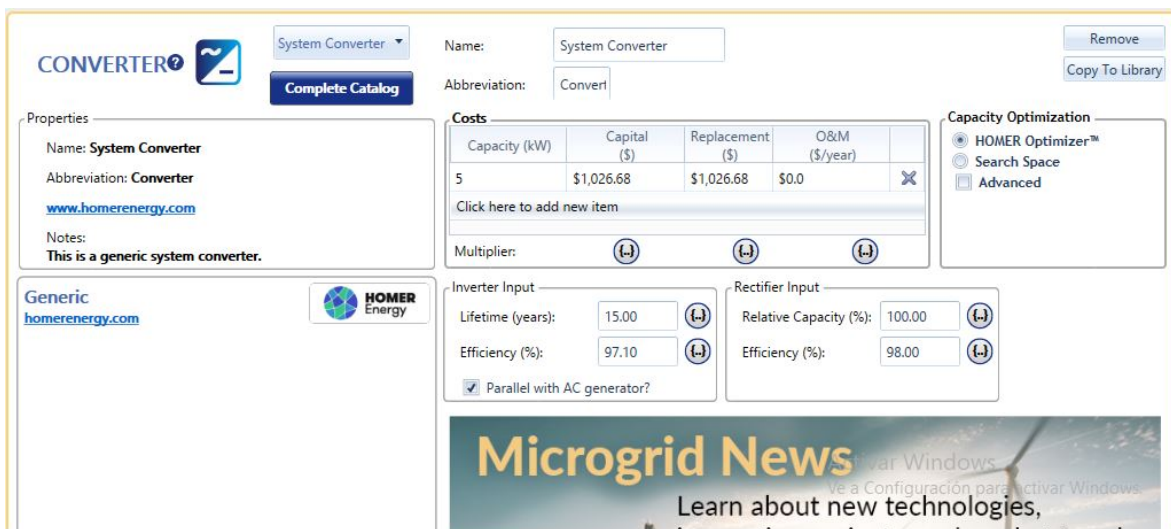 CONVERTER?
System Converter
Complete Catalog
Name: System Converter
Abbreviation: Convert
Remove
Copy To Library
Properties
Name: System Converter
Abbreviation: Converter
www.homerenergy.com
Notes:
This is a generic system converter.
Generic
homerenergy.com
HOMER
Energy
Costs
Capacity (kW) Capital ($) Replacement ($) O&M ($/year)
5 $1,026.68 $1,026.68 $0.0
Click here to add new item
Multiplier: {..} {..} {..}
Capacity Optimization
HOMER Optimizer™
Search Space
Advanced
Inverter Input
Lifetime (years): 15.00 {..}
Efficiency (%): 97.10 {..}
Parallel with AC generator?
Rectifier Input
Relative Capacity (%): 100.00 {..}
Efficiency (%): 98.00 {..}
Microgrid News
Activar Windows
Ve a Configuración para activar Windows.
Learn about new technologies,